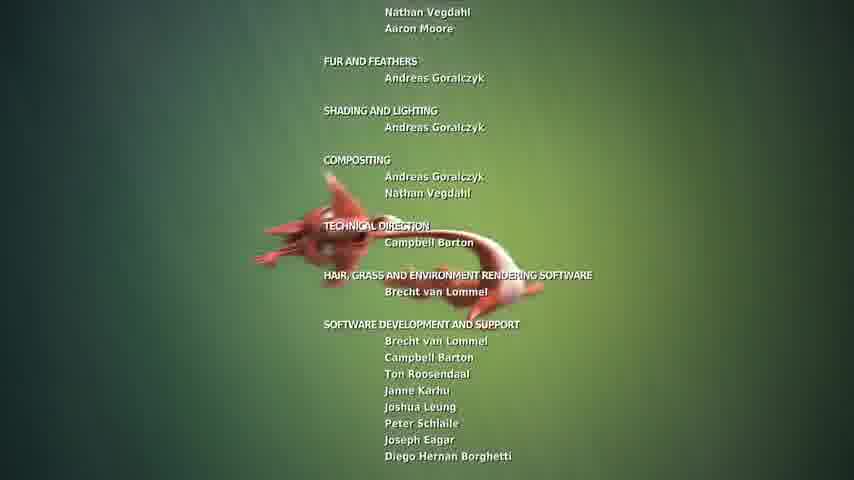 Nathan Vegdahl
Aaron Moore
FUR AND FEATHERS
Andreas Goralczyk
SHADING AND LIGHTING
Andreas Goralczyk
COMPOSITING
Andreas Goralczyk
Nathan Vegdahl
TECHNICAL DIRECTION
Campbell Barton
HAIR, GRASS AND ENVIRONMENT RENDERING SOFTWARE
Brecht van Lommel
SOFTWARE DEVELOPMENT AND SUPPORT
Brecht van Lommel
Campbell Barton
Ton Roosendaal
Janne Karhu
Joshua Leung
Peter Schlaile
Joseph Eagar
Diego Hernan Borghetti